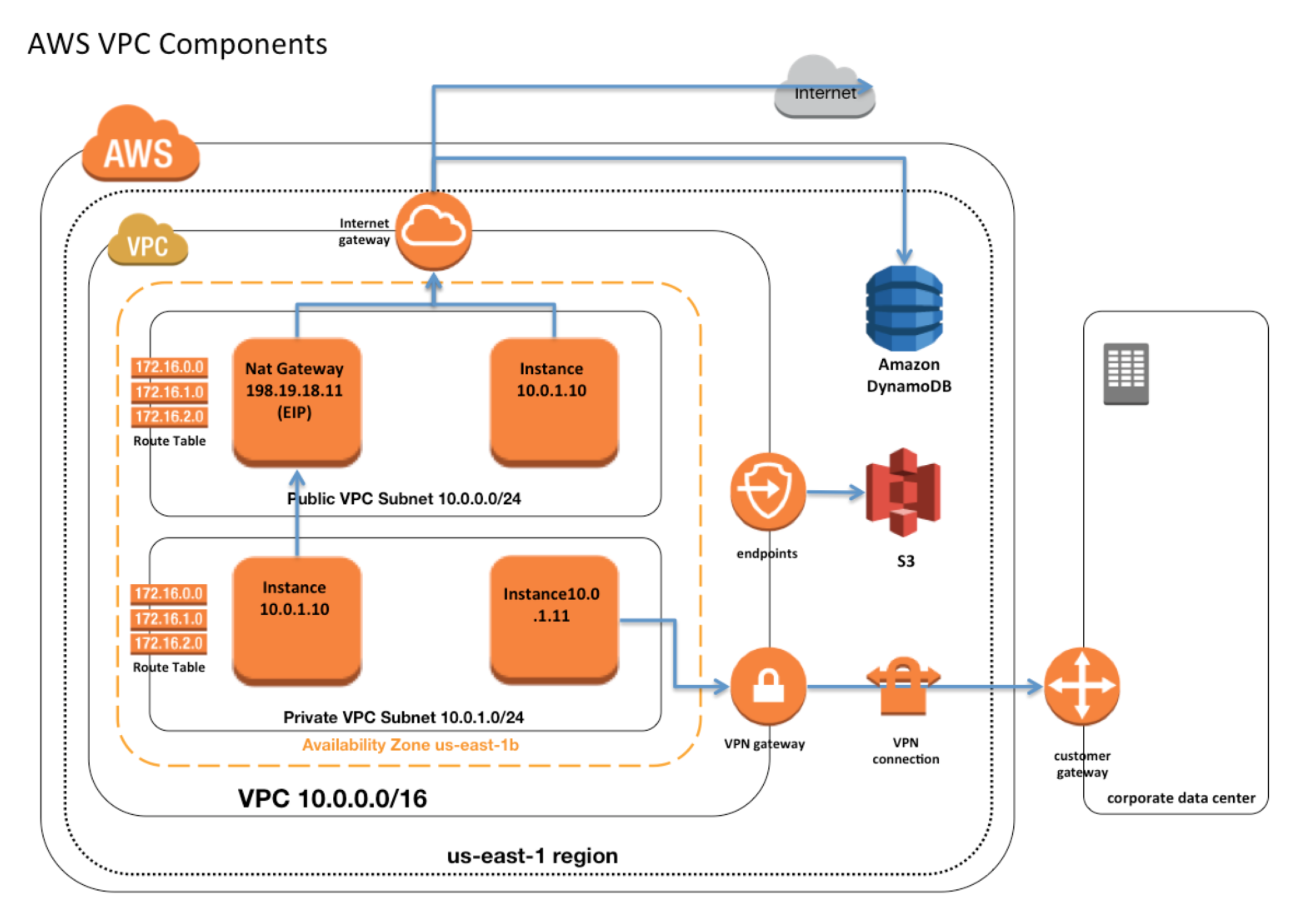 AWS VPC Components
Internet
AWS
Internet
gateway
VPC
172.16.0.0
172.16.1.0
172.16.2.0
Route Table
Nat Gateway
198.19.18.11
(EIP)
Instance
10.0.1.10
Amazon
DynamoDB
Public VPC Subnet 10.0.0.0/24
endpoints
S3
172.16.0.0
172.16.1.0
172.16.2.0
Route Table
Instance
10.0.1.10
Instance10.0
.1.11
Private VPC Subnet 10.0.1.0/24
Availability Zone us-east-1b
VPN gateway
VPN
connection
customer
gateway
corporate data center
VPC 10.0.0.0/16
us-east-1 region